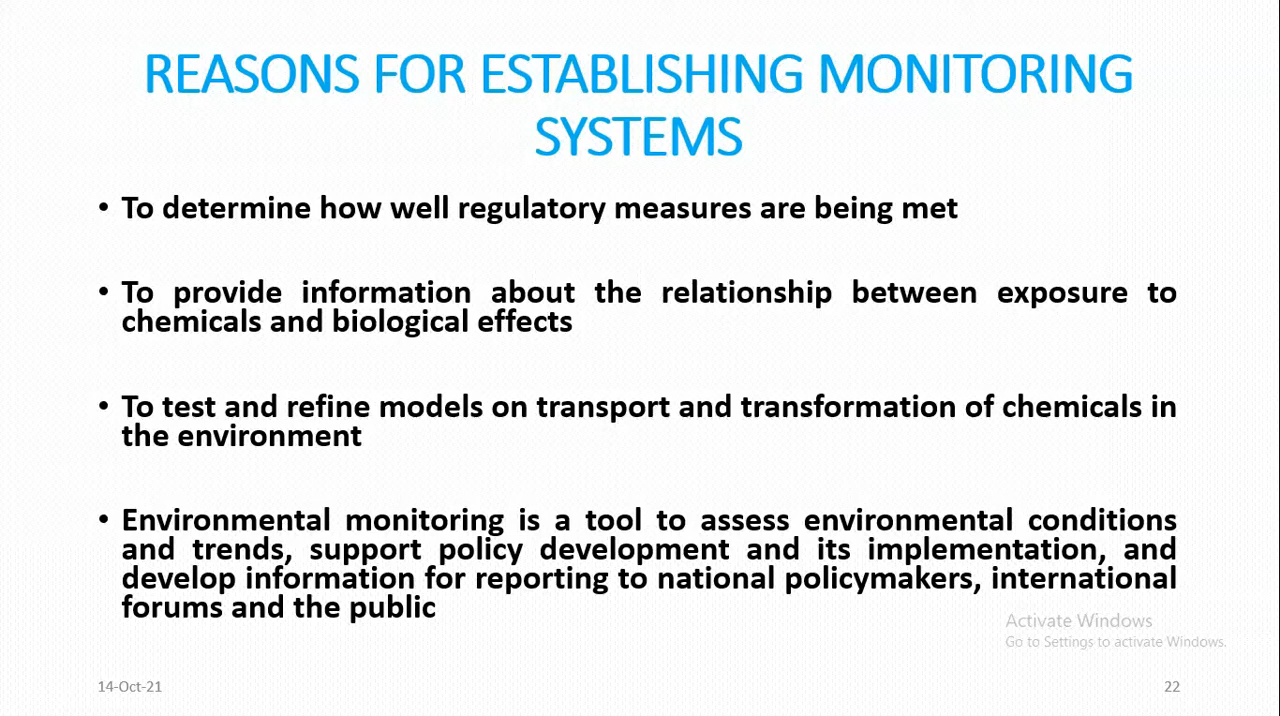 REASONS FOR ESTABLISHING MONITORING
SYSTEMS
• To determine how well regulatory measures are being met
• To provide information about the relationship between exposure to
chemicals and biological effects
• To test and refine models on transport and transformation of chemicals in
the environment
• Environmental monitoring is a tool to assess environmental conditions
and trends, support policy development and its implementation, and
develop information for reporting to national policymakers, international
forums and the public
Activate Windows
Go to Settings to activate Windows.
14-Oct-21
22